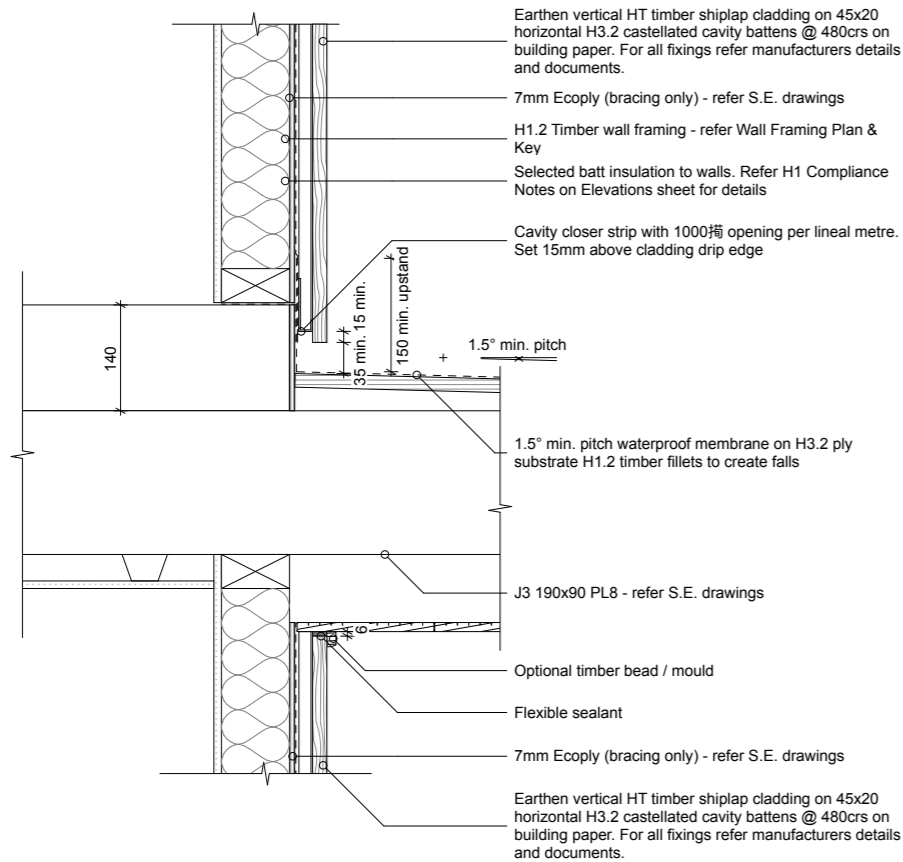 Earthen vertical HT timber shiplap cladding on 45x20
horizontal H3.2 castellated cavity battens @ 480crs on
building paper. For all fixings refer manufacturers details
and documents.
7mm Ecoply (bracing only) - refer S.E. drawings
H1.2 Timber wall framing - refer Wall Framing Plan &
Key
Selected batt insulation to walls. Refer H1 Compliance
Notes on Elevations sheet for details
Cavity closer strip with 1000㨃 opening per lineal metre.
Set 15mm above cladding drip edge
140
35 min.
15 min.
150 min. upstand
1.5° min. pitch
1.5° min. pitch waterproof membrane on H3.2 ply
substrate H1.2 timber fillets to create falls
J3 190x90 PL8 - refer S.E. drawings
6
Optional timber bead / mould
Flexible sealant
7mm Ecoply (bracing only) - refer S.E. drawings
Earthen vertical HT timber shiplap cladding on 45x20
horizontal H3.2 castellated cavity battens @ 480crs on
building paper. For all fixings refer manufacturers details
and documents.